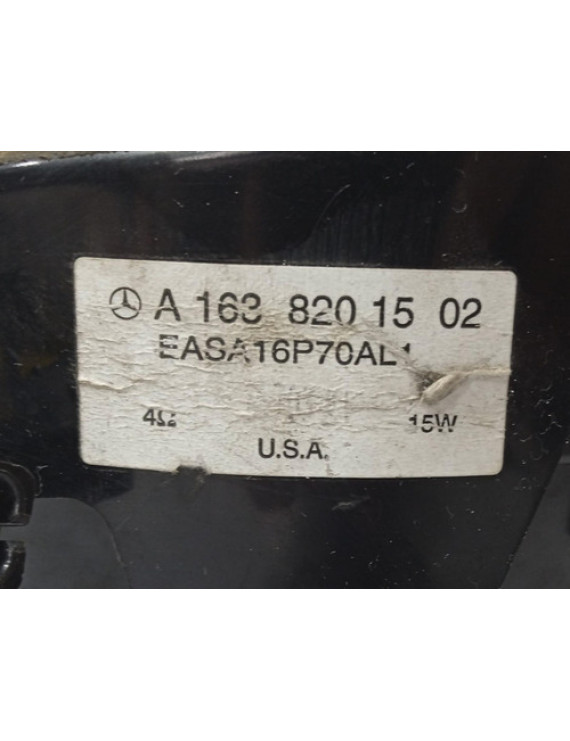 A 163 820 15 02
EASA16P70AL1
4Ω 15W
U.S.A.